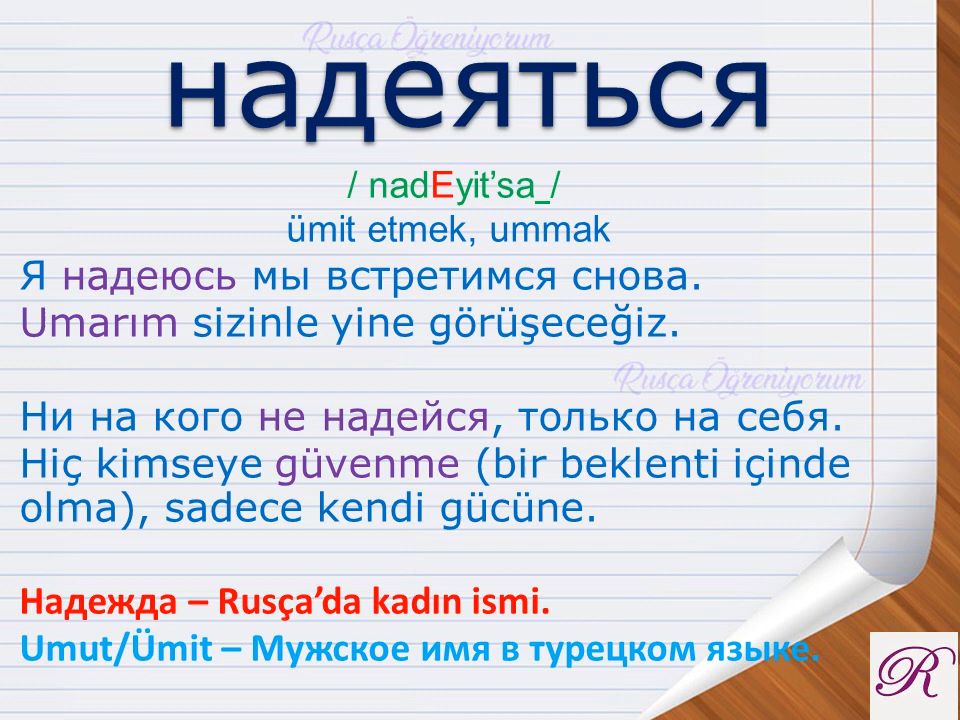 Rusça Öğreniyorum
надеяться
/ nadEyit’sa_/
ümit etmek, ummak
Я надеюсь мы встретимся снова.
Umarım sizinle yine görüşeceğiz.
Rusça Öğreniyorum
Ни на кого не надейся, только на себя.
Hiç kimseye güvenme (bir beklenti içinde
olma), sadece kendi gücüne.
Надежда – Rusça’da kadın ismi.
Umut/Ümit – Мужское имя в турецком языке.
R